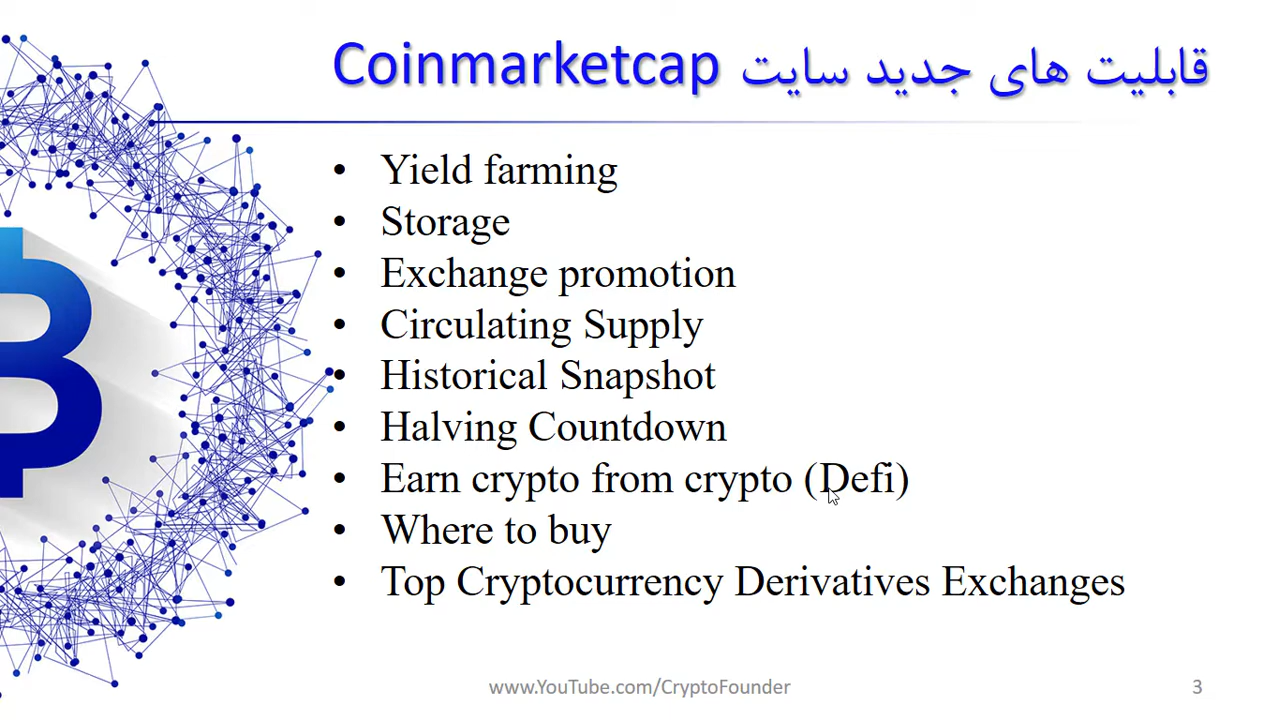 قابلیت های جدید سایت Coinmarketcap
• Yield farming
• Storage
• Exchange promotion
• Circulating Supply
• Historical Snapshot
• Halving Countdown
• Earn crypto from crypto (Defi)
• Where to buy
• Top Cryptocurrency Derivatives Exchanges
www.YouTube.com/CryptoFounder
3